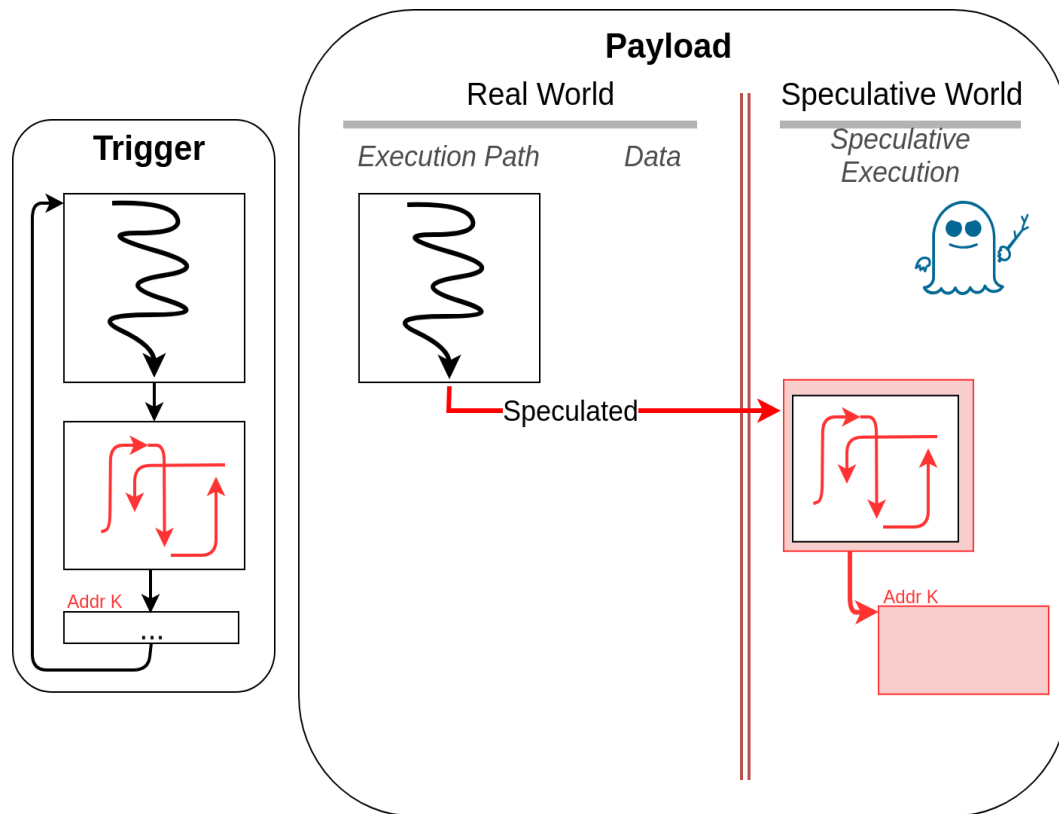 Payload
Real World
Speculative World
Trigger
Execution Path
Data
Speculative
Execution
Speculated
Addr K
...
Addr K